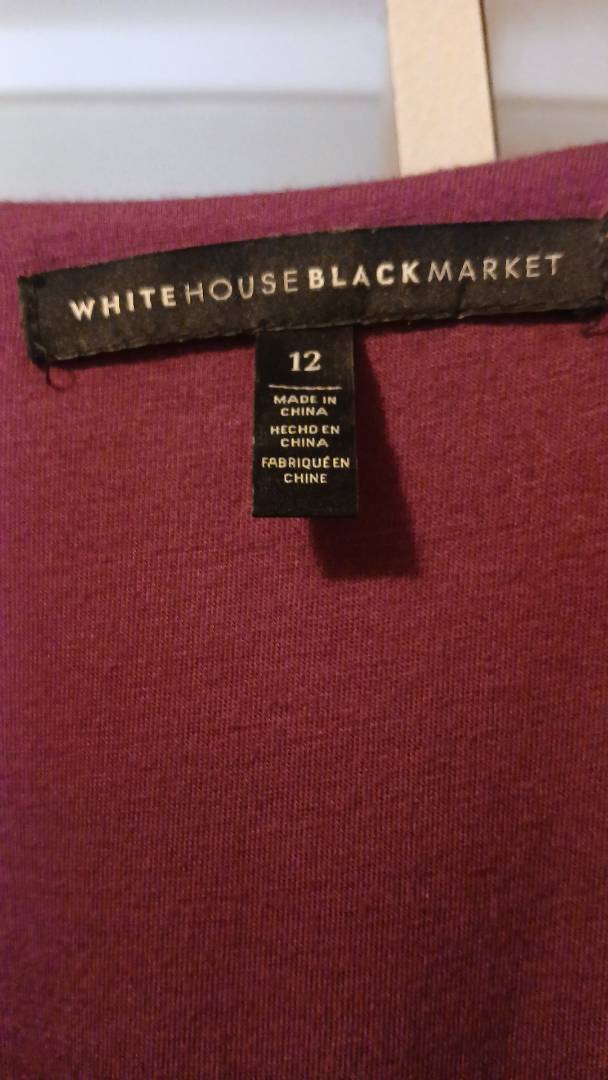 WHITEHOUSEBLACKMARKET
12
MADE IN
CHINA
HECHO EN
CHINA
FABRIQUÉ EN
CHINE